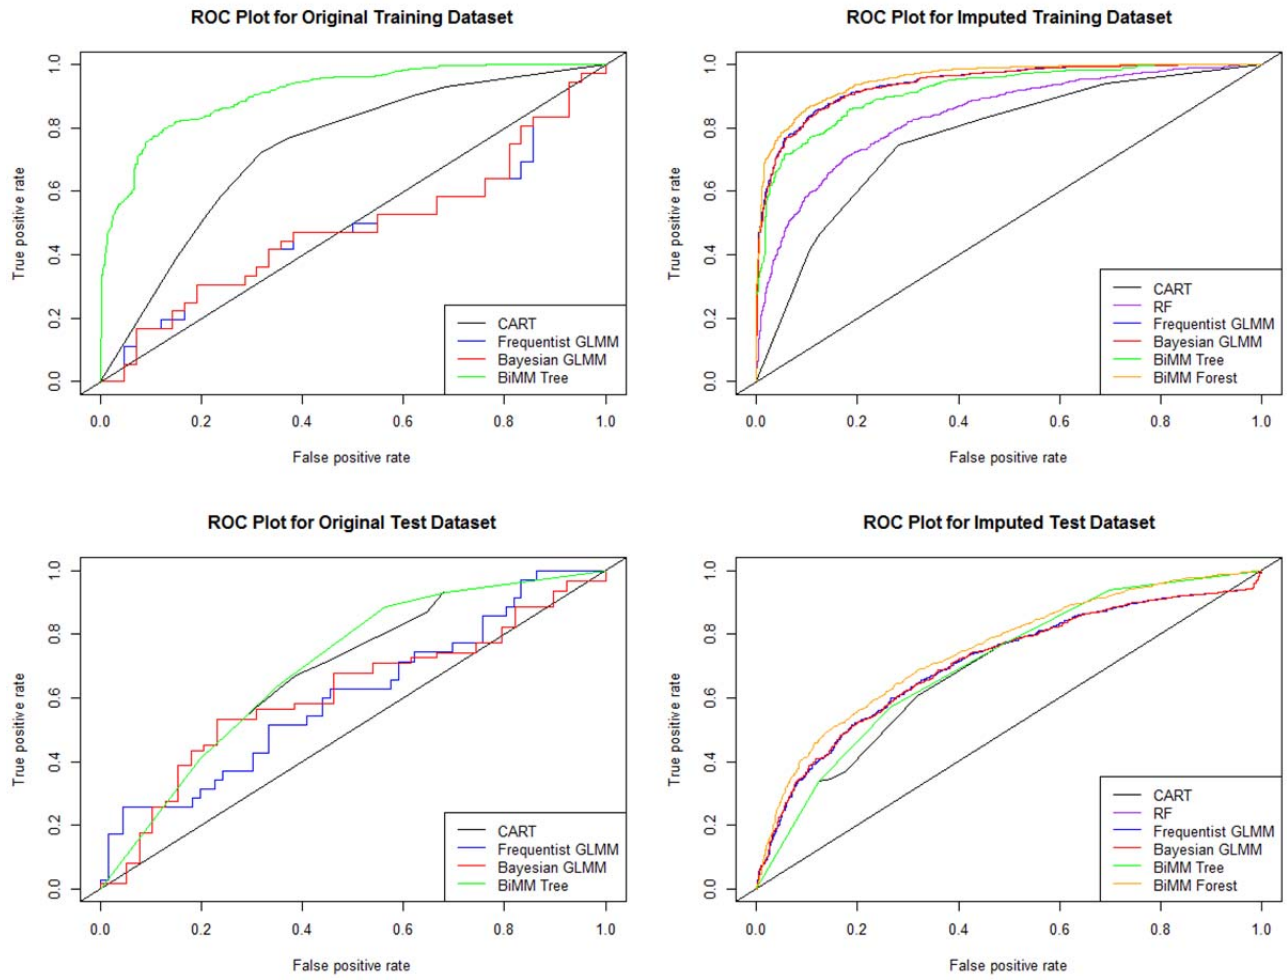 ROC Plot for Original Training Dataset
True positive rate
1.0
0.8
0.6
0.4
0.2
0.0
CART
Frequentist GLMM
Bayesian GLMM
BiMM Tree
0.0 0.2 0.4 0.6 0.8 1.0
False positive rate
ROC Plot for Imputed Training Dataset
True positive rate
1.0
0.8
0.6
0.4
0.2
0.0
CART
RF
Frequentist GLMM
Bayesian GLMM
BiMM Tree
BiMM Forest
0.0 0.2 0.4 0.6 0.8 1.0
False positive rate
ROC Plot for Original Test Dataset
True positive rate
1.0
0.8
0.6
0.4
0.2
0.0
CART
Frequentist GLMM
Bayesian GLMM
BiMM Tree
0.0 0.2 0.4 0.6 0.8 1.0
False positive rate
ROC Plot for Imputed Test Dataset
True positive rate
1.0
0.8
0.6
0.4
0.2
0.0
CART
RF
Frequentist GLMM
Bayesian GLMM
BiMM Tree
BiMM Forest
0.0 0.2 0.4 0.6 0.8 1.0
False positive rate